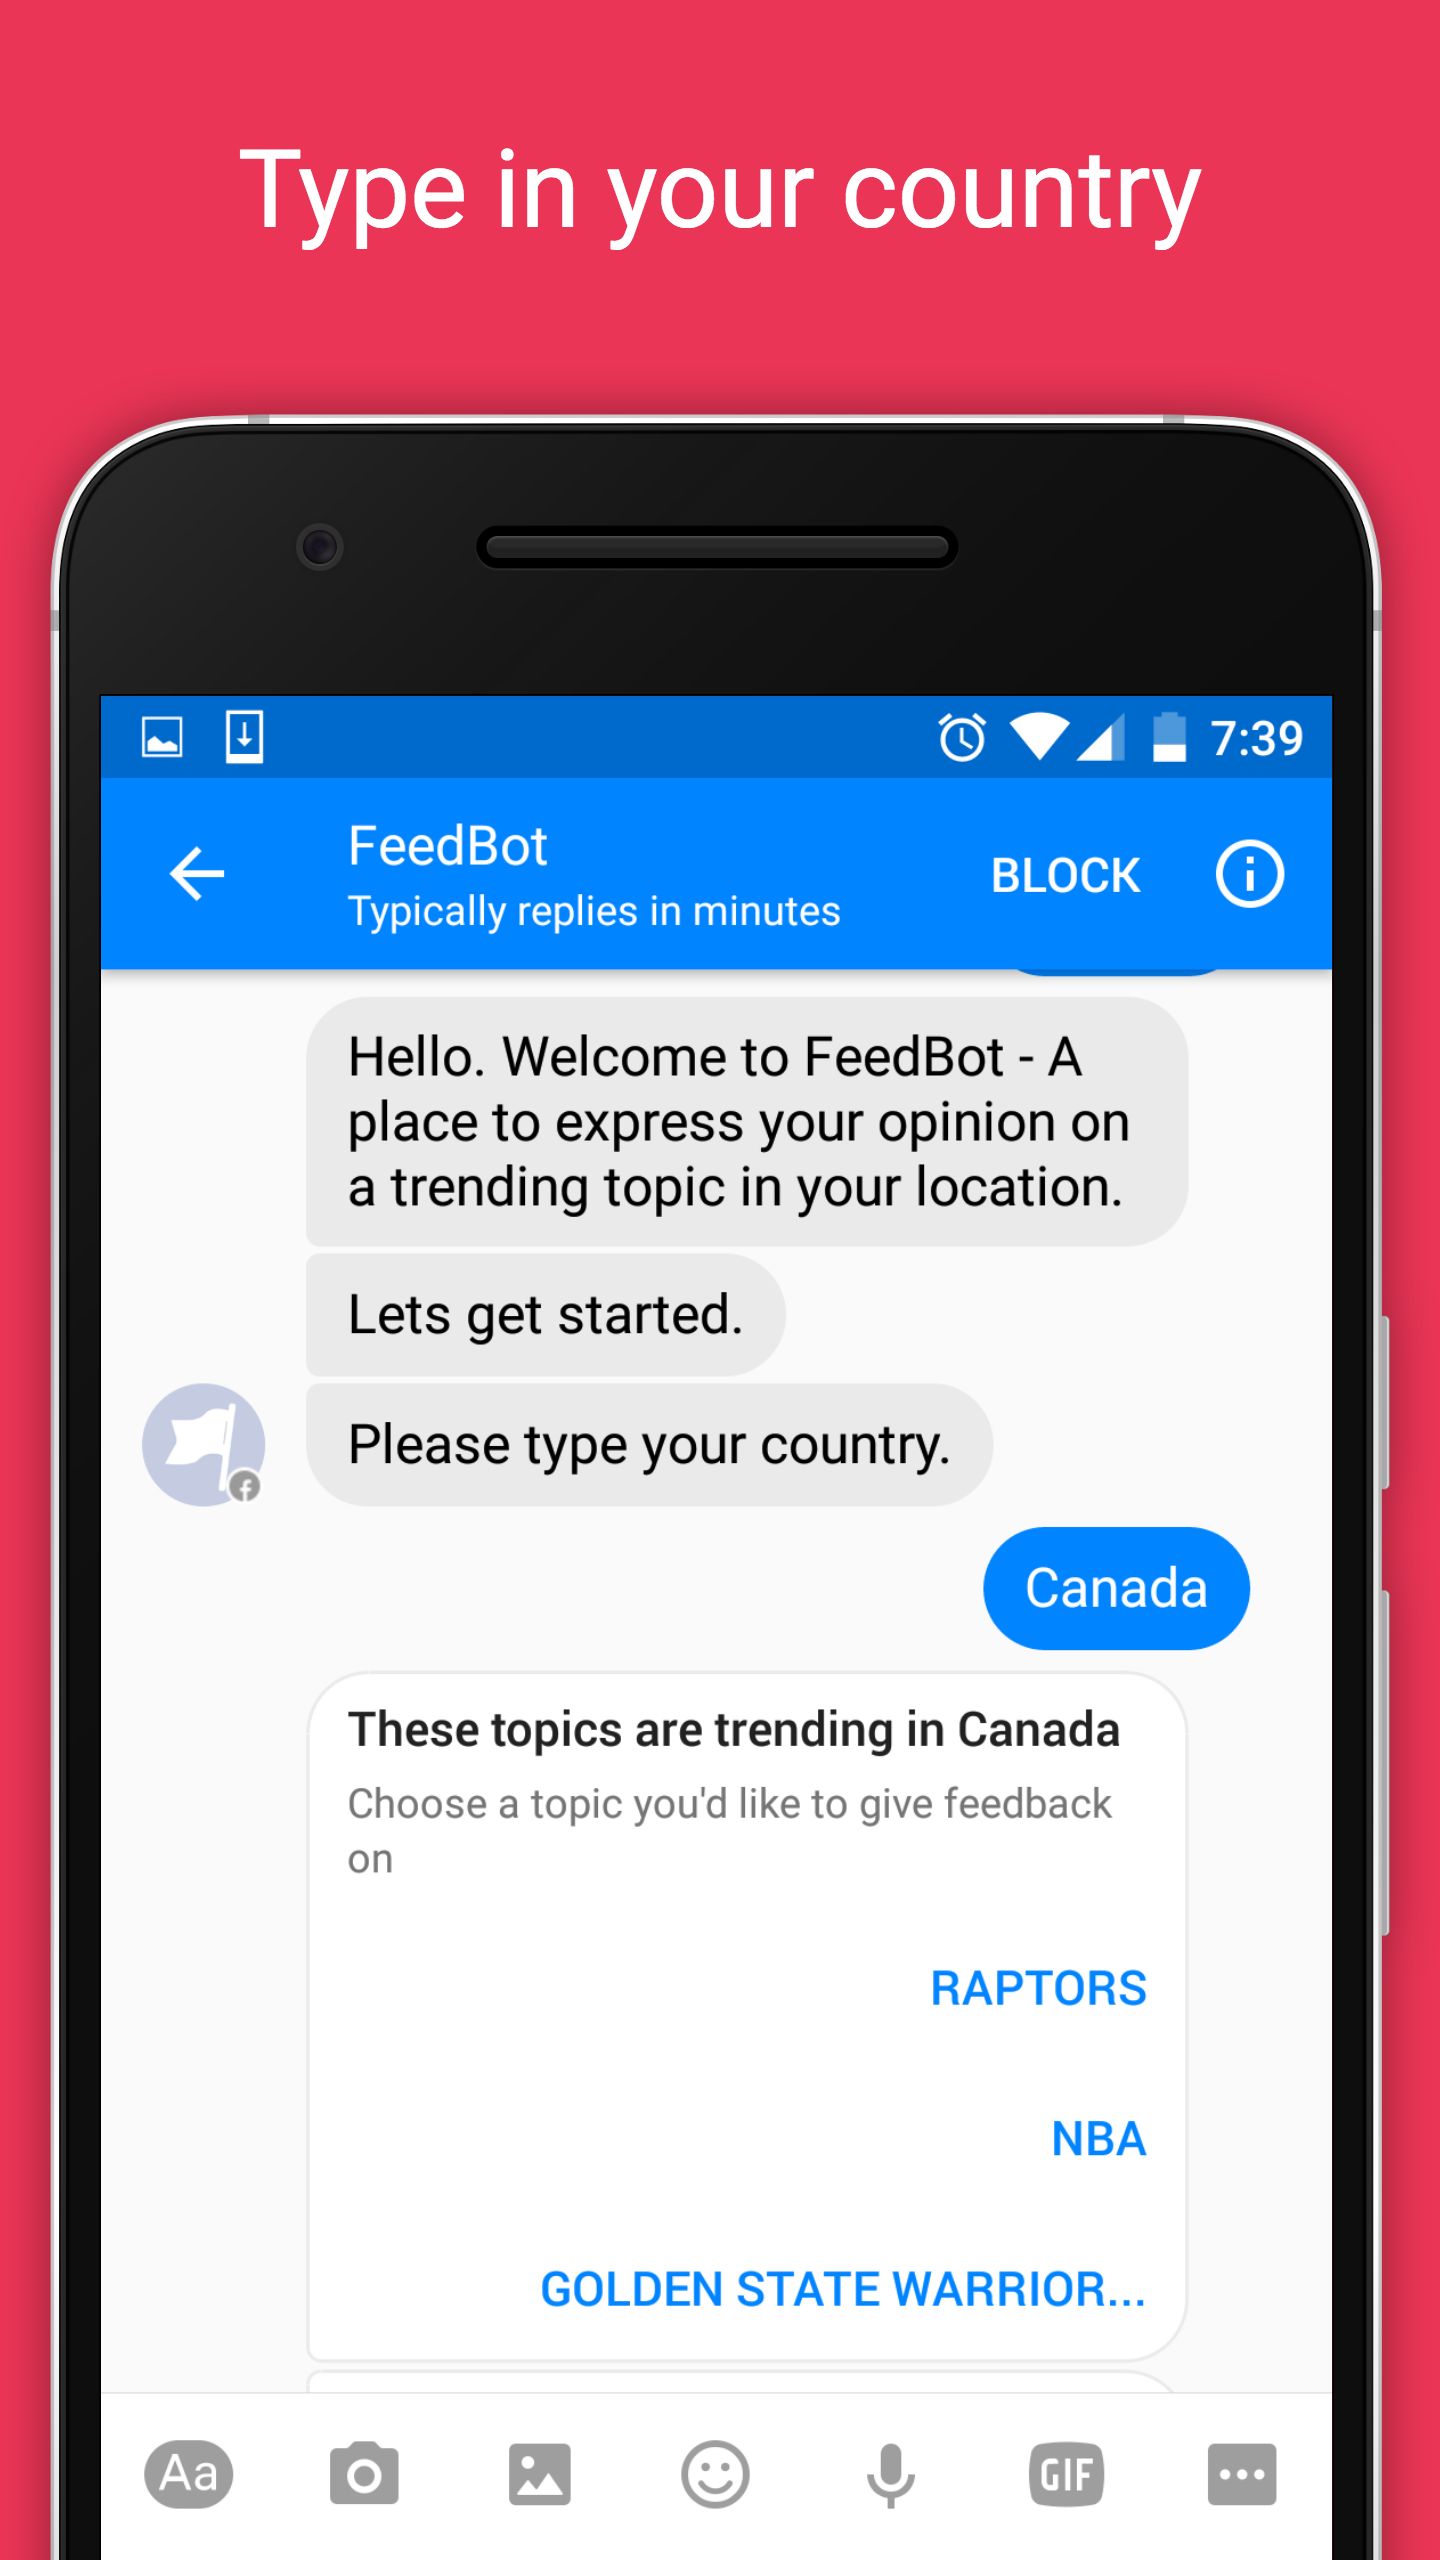 Type in your country
7:39
FeedBot
BLOCK
Typically replies in minutes
Hello. Welcome to FeedBot - A
place to express your opinion on
a trending topic in your location.
Lets get started.
Please type your country.
Canada
These topics are trending in Canada
Choose a topic you'd like to give feedback
on
RAPTORS
NBA
GOLDEN STATE WARRIOR...
Aa
GIF